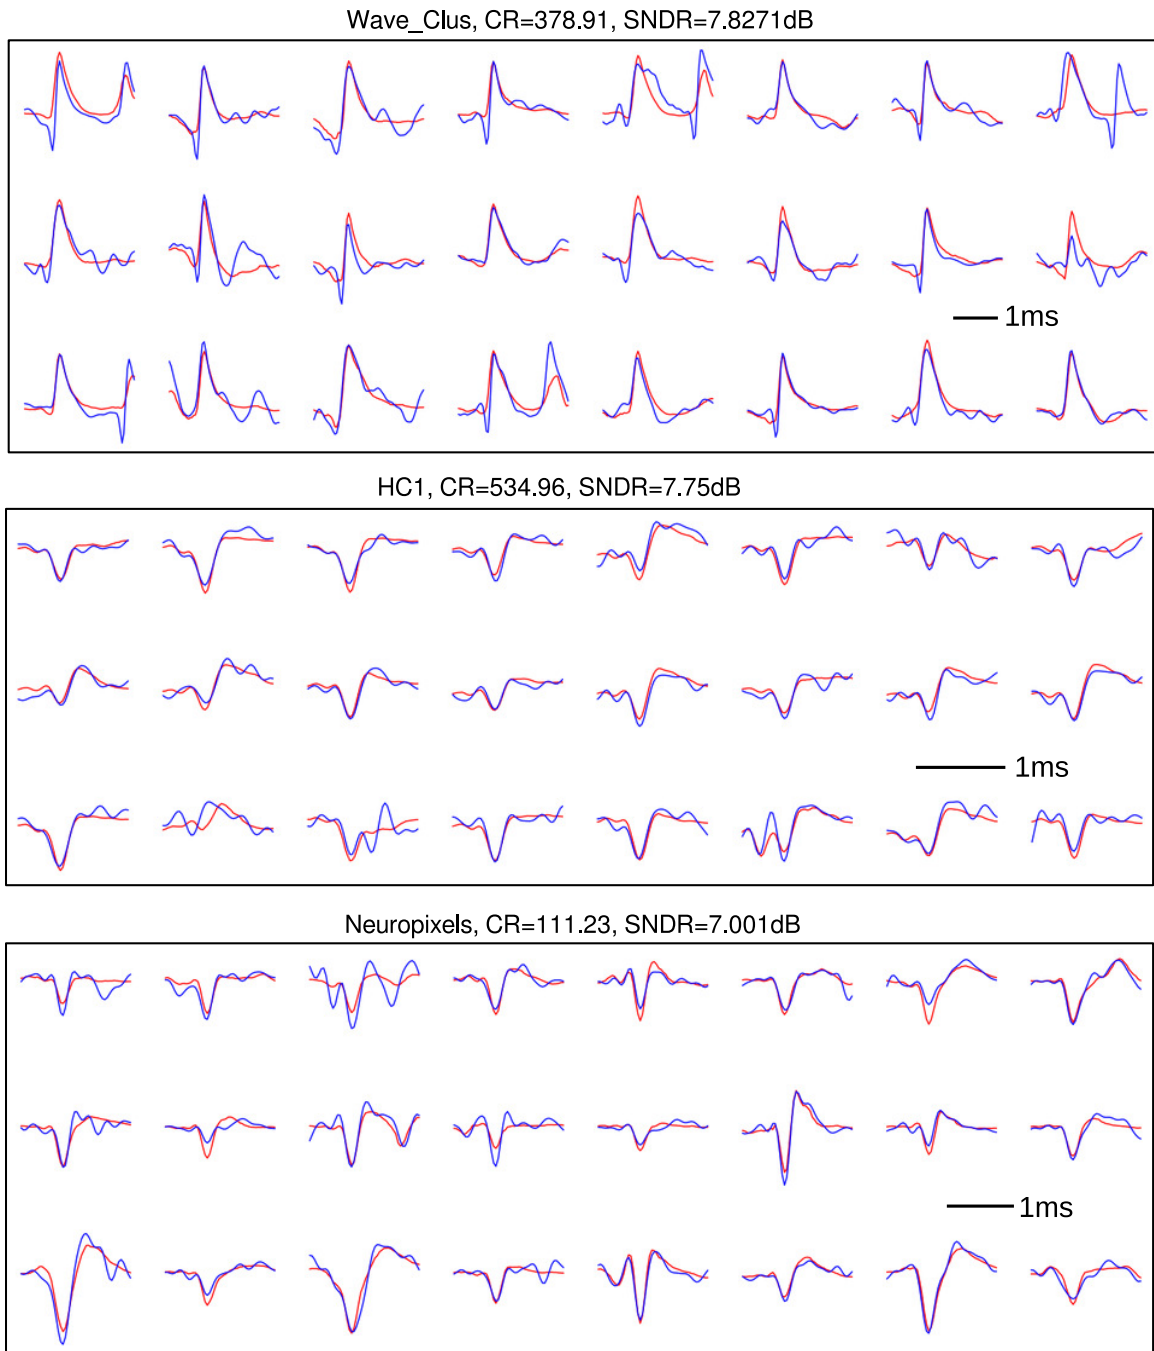 Wave_Clus, CR=378.91, SNDR=7.8271dB
1ms
HC1, CR=534.96, SNDR=7.75dB
1ms
Neuropixels, CR=111.23, SNDR=7.001dB
1ms